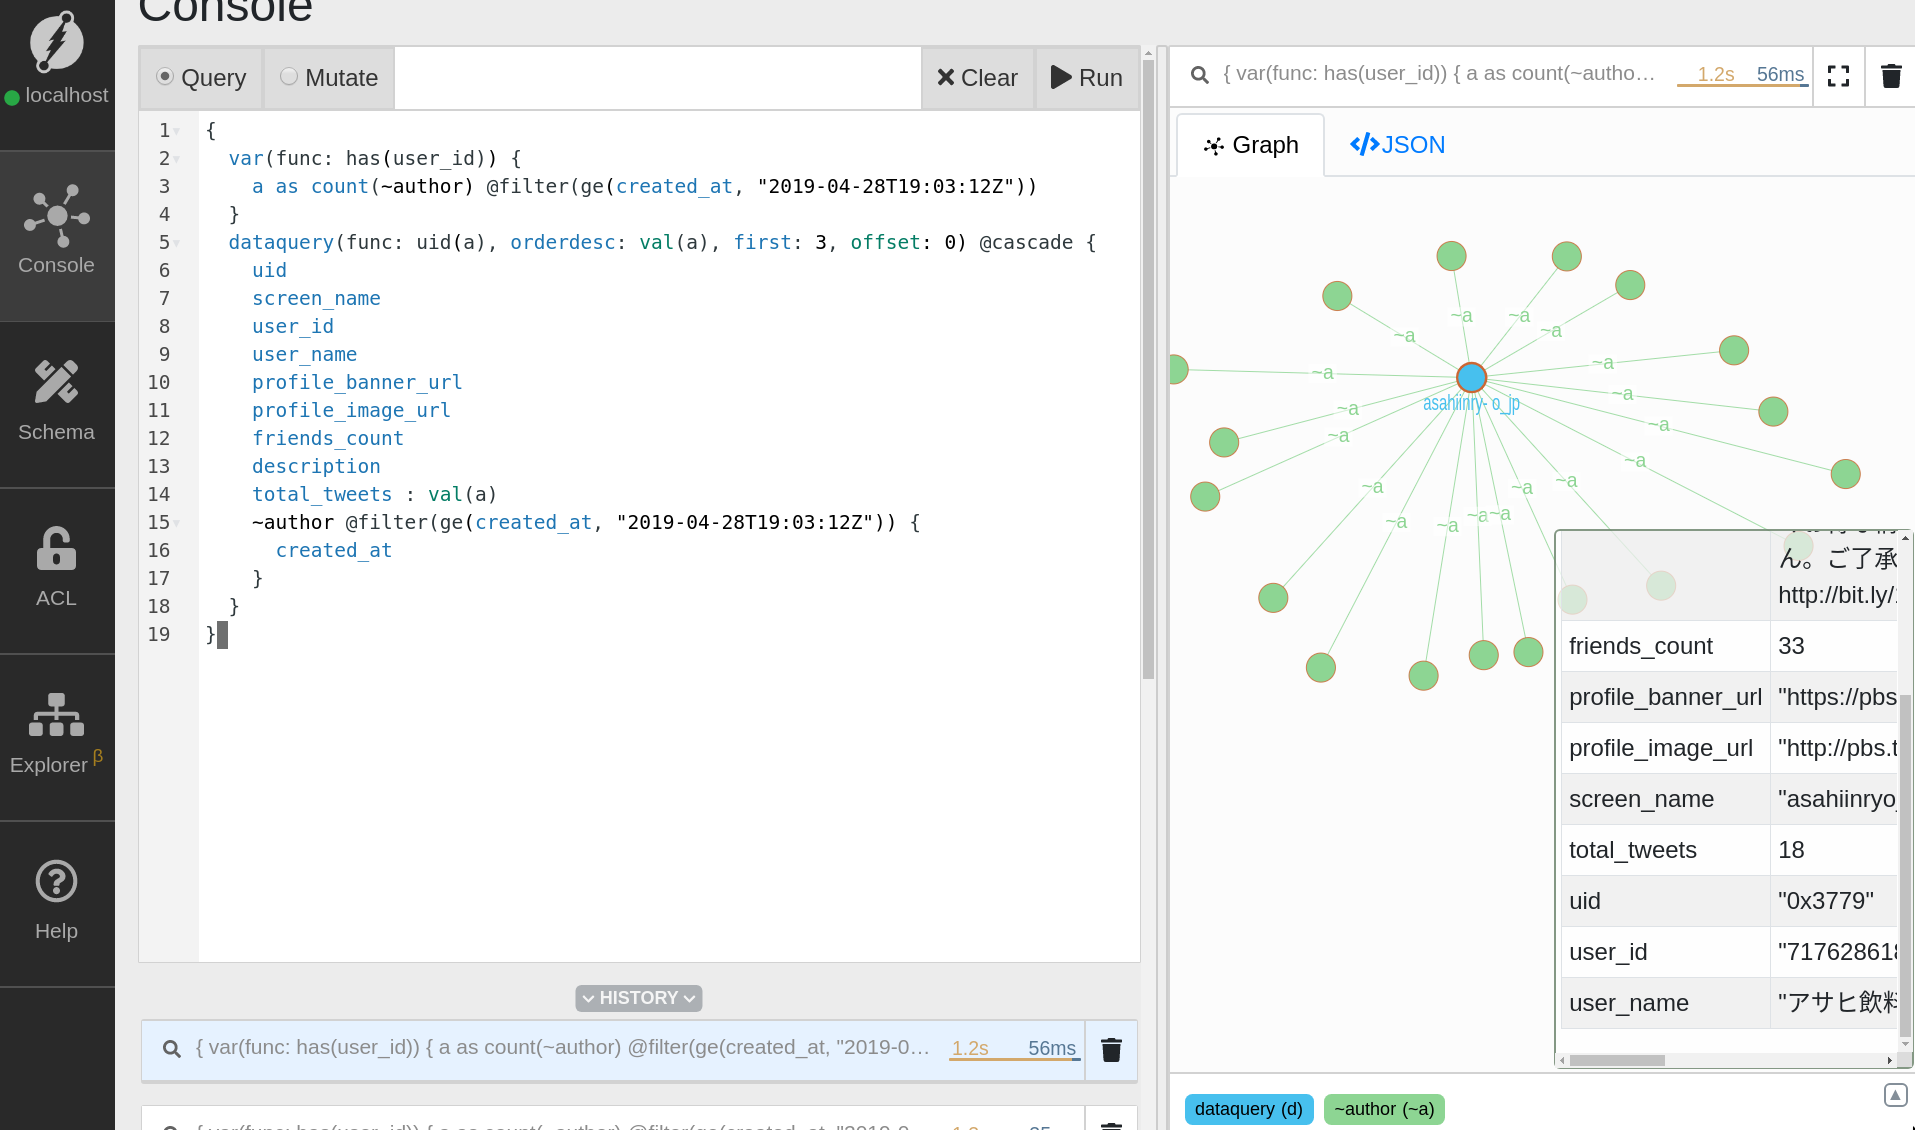 Console
localhost
Console
Schema
ACL
Explorer β
Help
Query
Mutate
Clear
Run
1 {
2 var(func: has(user_id)) {
3 a as count(~author) @filter(ge(created_at, "2019-04-28T19:03:12Z"))
4 }
5 dataquery(func: uid(a), orderdesc: val(a), first: 3, offset: 0) @cascade {
6 uid
7 screen_name
8 user_id
9 user_name
10 profile_banner_url
11 profile_image_url
12 friends_count
13 description
14 total_tweets : val(a)
15 ~author @filter(ge(created_at, "2019-04-28T19:03:12Z")) {
16 created_at
17 }
18 }
19 }
HISTORY
{ var(func: has(user_id)) { a as count(~author) @filter(ge(created_at, "2019-0… 1.2s 56ms
{ var(func: has(user_id)) { a as count(~autho… 1.2s 56ms
Graph
JSON
~a
~a
~a
~a
~a
~a
~a
asahiinry- o_jp
~a
~a
~a
~a
~a
~a
~a
~a
~a
~a
~a
ん。ご了承
http://bit.ly/
friends_count 33
profile_banner_url "https://pbs
profile_image_url "http://pbs.t
screen_name "asahiinryo
total_tweets 18
uid "0x3779"
user_id "71762861
user_name "アサヒ飲料
dataquery (d)
~author (~a)